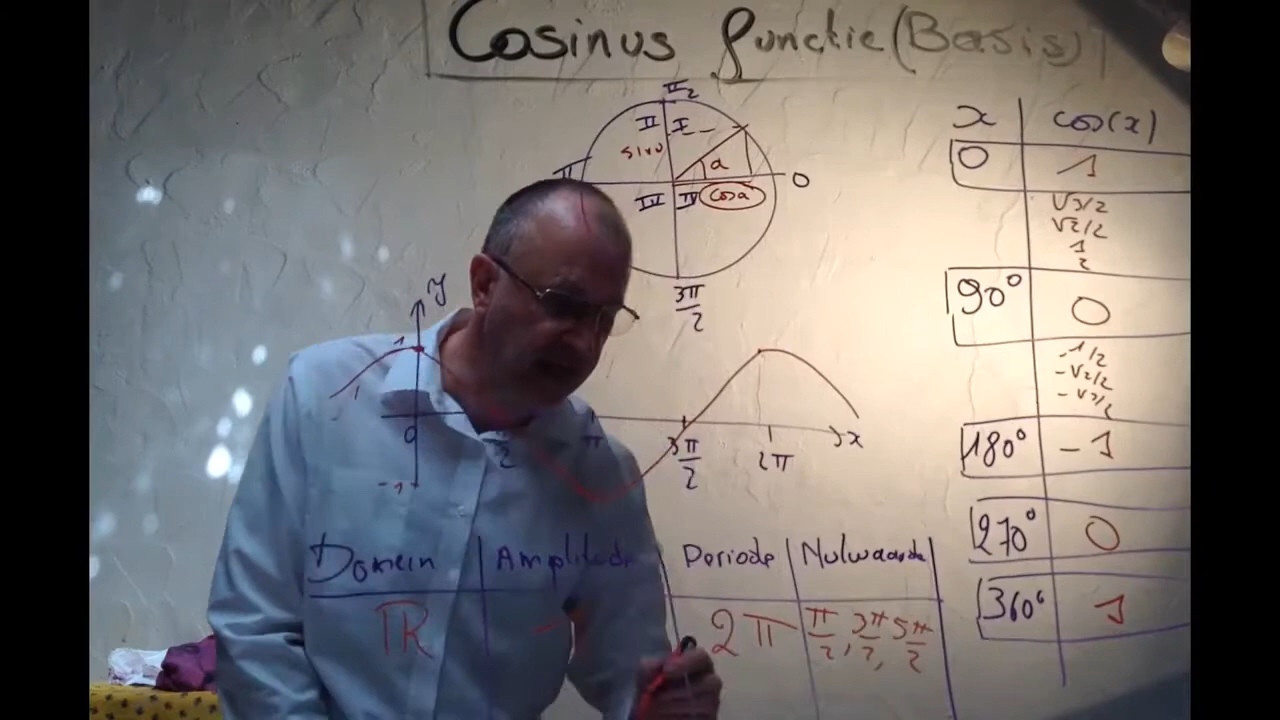 Cosinus functie (Basis)
π/2
II I
sin α
α
π
0
III IV cos α
3π/2
y
1
1
0
π/2
π
3π/2
2π
x
-1
x cos(x)
0 1
√3/2
√2/2
1/2
90° 0
-1/2
-√2/2
-√3/2
180° -1
270° 0
360° 1
Domein Amplitude Periode Nulwaarde
ℝ 2π π/2, 3π/2, 5π/2